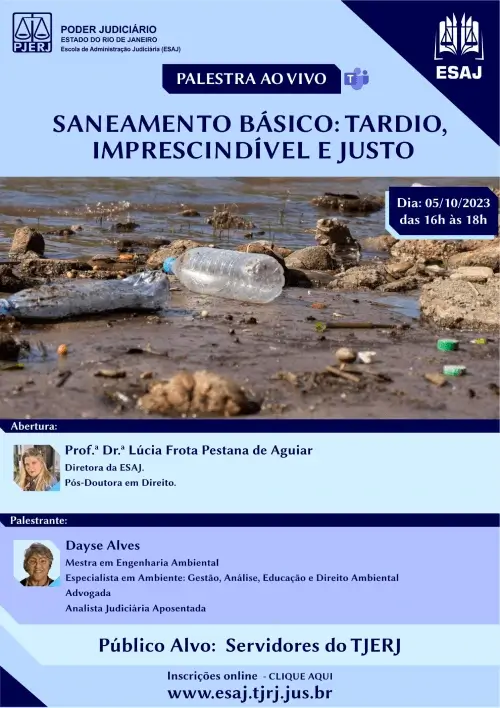 PJERJ
PODER JUDICIÁRIO
ESTADO DO RIO DE JANEIRO
Escola de Administração Judiciária (ESAJ)
ESAJ
PALESTRA AO VIVO
SANEAMENTO BÁSICO: TARDIO,
IMPRESCINDÍVEL E JUSTO
Dia: 05/10/2023
das 16h às 18h
Abertura:
Prof.ª Dr.ª Lúcia Frota Pestana de Aguiar
Diretora da ESAJ.
Pós-Doutora em Direito.
Palestrante:
Dayse Alves
Mestra em Engenharia Ambiental
Especialista em Ambiente: Gestão, Análise, Educação e Direito Ambiental
Advogada
Analista Judiciária Aposentada
Público Alvo: Servidores do TJERJ
Inscrições online - CLIQUE AQUI
www.esaj.tjrj.jus.br